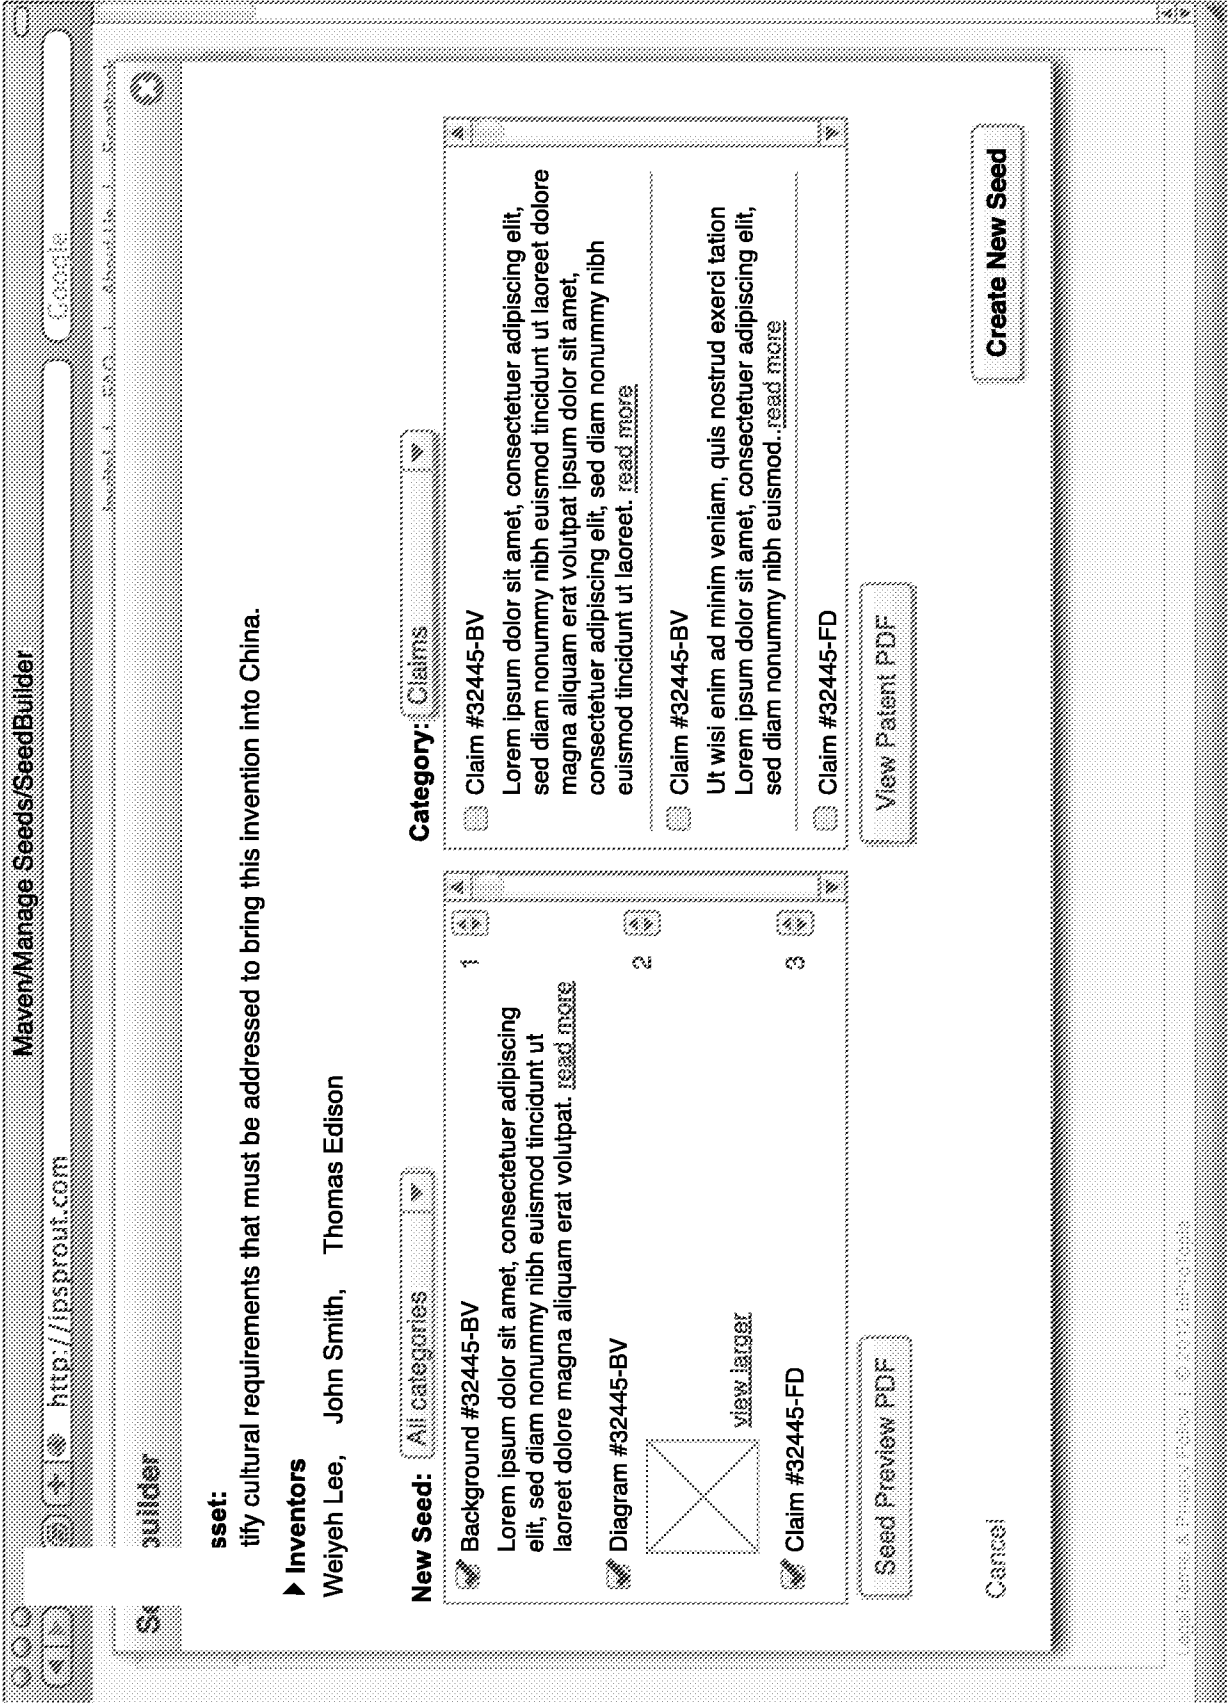 Maven/Manage Seeds/SeedBuilder
http://ipsprout.com
Google
builder
sset:
tify cultural requirements that must be addressed to bring this invention into China.
Inventors
Weiyeh Lee, John Smith, Thomas Edison
New Seed: All categories
Background #32445-BV 1
Lorem ipsum dolor sit amet, consectetuer adipiscing
elit, sed diam nonummy nibh euismod tincidunt ut
laoreet dolore magna aliquam erat volutpat. read more
Diagram #32445-BV 2
view larger
Claim #32445-FD 3
Seed Preview PDF
Category: Claims
Claim #32445-BV
Lorem ipsum dolor sit amet, consectetuer adipiscing elit,
sed diam nonummy nibh euismod tincidunt ut laoreet dolore
magna aliquam erat volutpat ipsum dolor sit amet,
consectetuer adipiscing elit, sed diam nonummy nibh
euismod tincidunt ut laoreet. read more
Claim #32445-BV
Ut wisi enim ad minim veniam, quis nostrud exerci tation
Lorem ipsum dolor sit amet, consectetuer adipiscing elit,
sed diam nonummy nibh euismod..read more
Claim #32445-FD
View Patent PDF
Cancel
Create New Seed